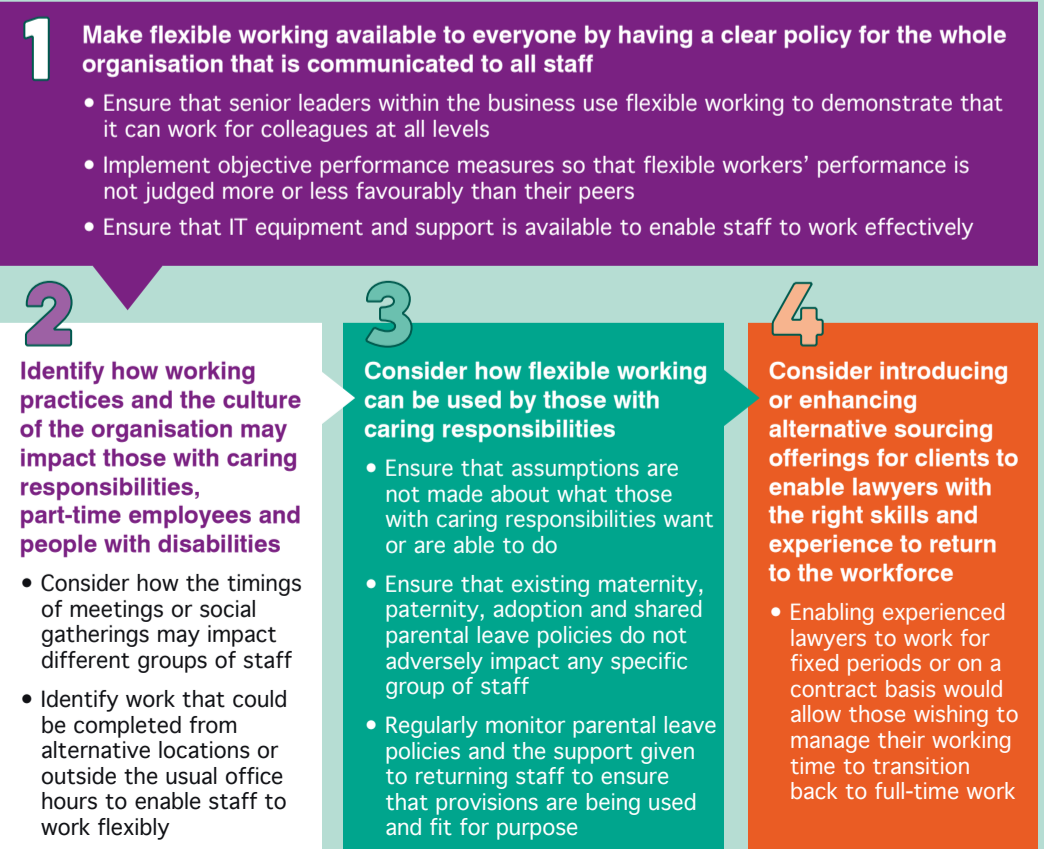 1
Make flexible working available to everyone by having a clear policy for the whole
organisation that is communicated to all staff
• Ensure that senior leaders within the business use flexible working to demonstrate that
it can work for colleagues at all levels
• Implement objective performance measures so that flexible workers’ performance is
not judged more or less favourably than their peers
• Ensure that IT equipment and support is available to enable staff to work effectively
2
Identify how working
practices and the culture
of the organisation may
impact those with caring
responsibilities,
part-time employees and
people with disabilities
• Consider how the timings
of meetings or social
gatherings may impact
different groups of staff
• Identify work that could
be completed from
alternative locations or
outside the usual office
hours to enable staff to
work flexibly
3
Consider how flexible working
can be used by those with
caring responsibilities
• Ensure that assumptions are
not made about what those
with caring responsibilities want
or are able to do
• Ensure that existing maternity,
paternity, adoption and shared
parental leave policies do not
adversely impact any specific
group of staff
• Regularly monitor parental leave
policies and the support given
to returning staff to ensure
that provisions are being used
and fit for purpose
4
Consider introducing
or enhancing
alternative sourcing
offerings for clients to
enable lawyers with
the right skills and
experience to return
to the workforce
• Enabling experienced
lawyers to work for
fixed periods or on a
contract basis would
allow those wishing to
manage their working
time to transition
back to full-time work